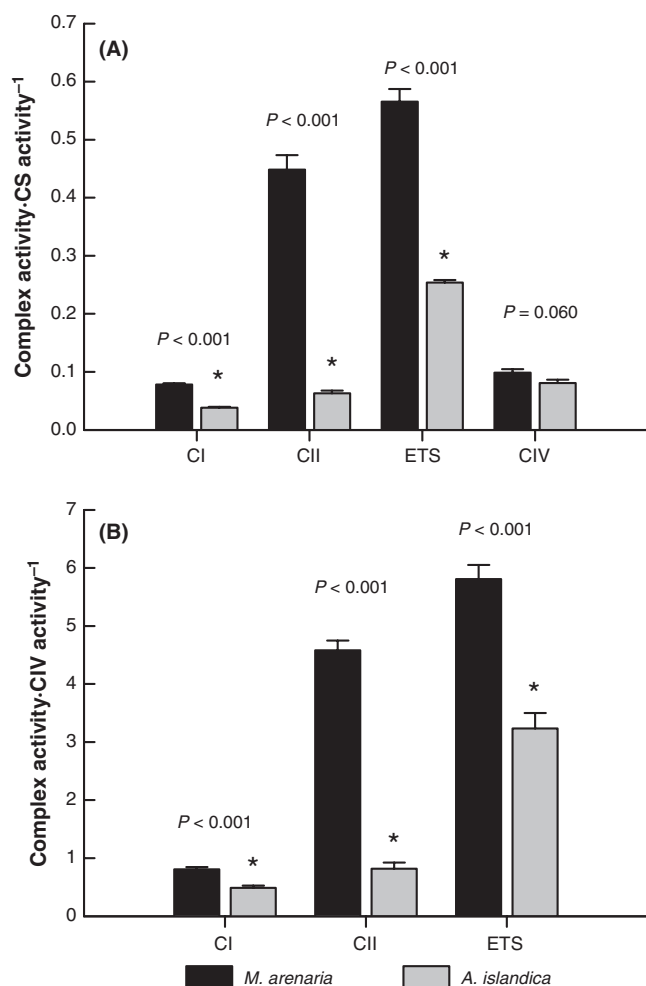 (A)
Complex activity·CS activity⁻¹
0.7
0.6
0.5
0.4
0.3
0.2
0.1
0.0
P < 0.001
*
P < 0.001
*
P < 0.001
*
P = 0.060
CI CII ETS CIV
(B)
Complex activity·CIV activity⁻¹
7
6
5
4
3
2
1
0
P < 0.001
*
P < 0.001
*
P < 0.001
*
CI CII ETS
M. arenaria A. islandica